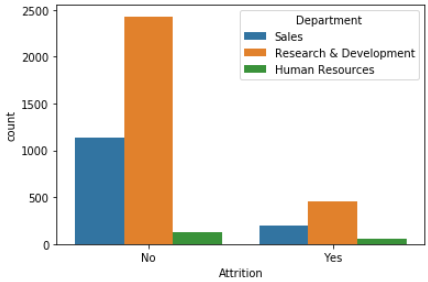 Department
Sales
Research & Development
Human Resources
2500
2000
1500
1000
500
0
count
No
Yes
Attrition